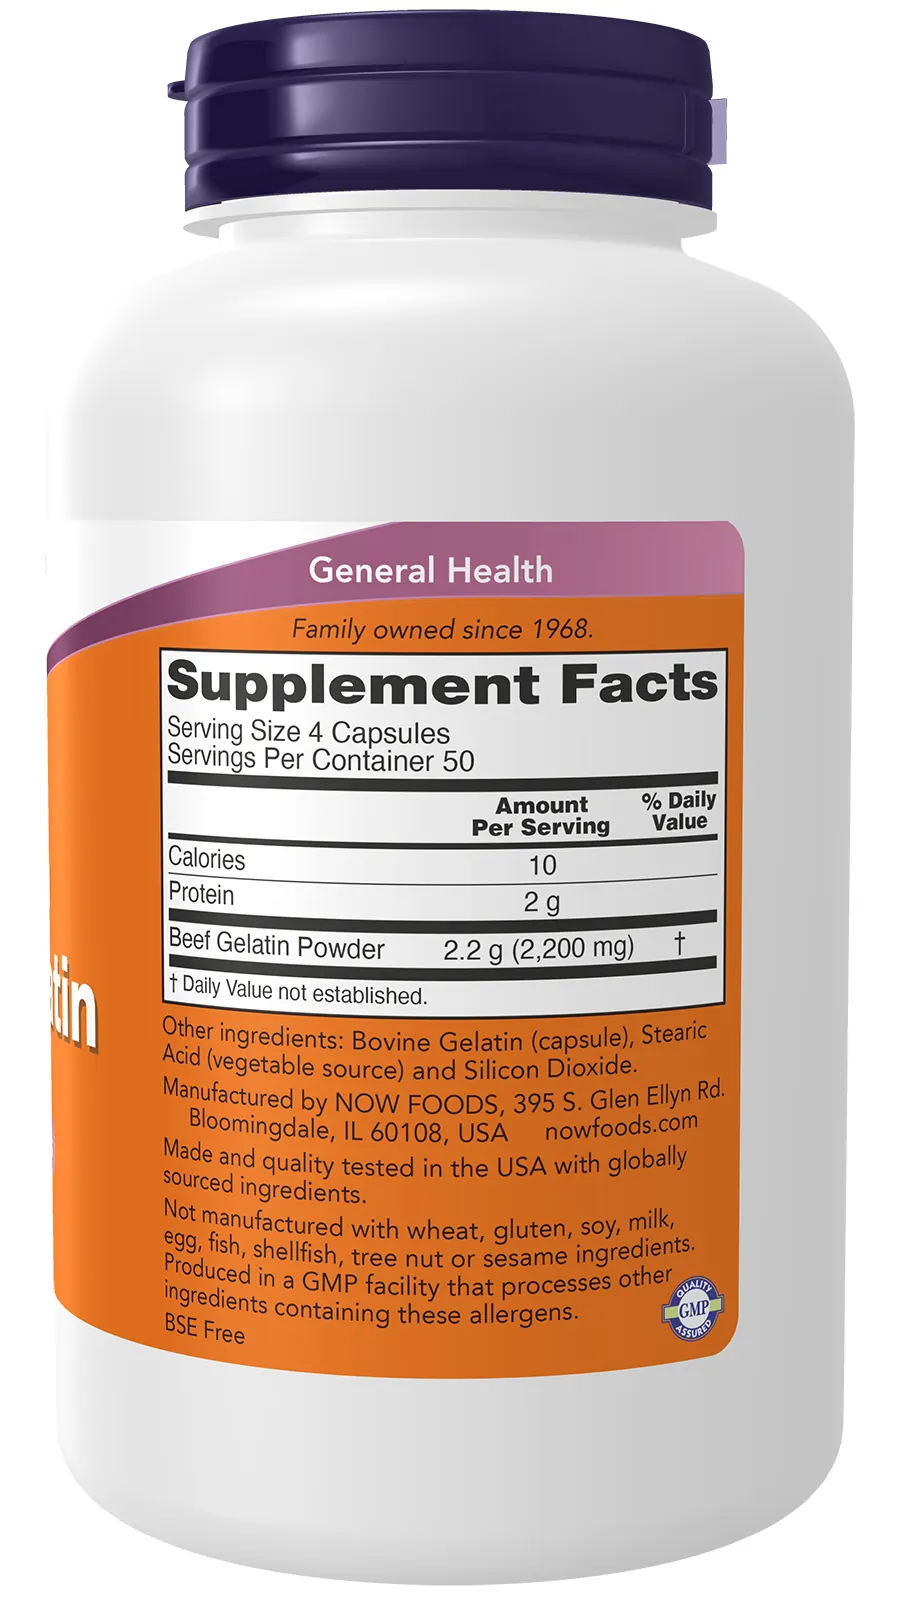 General Health
Family owned since 1968.
Supplement Facts
Serving Size 4 Capsules
Servings Per Container 50
Amount Per Serving
% Daily Value
Calories 10
Protein 2 g
Beef Gelatin Powder 2.2 g (2,200 mg) †
† Daily Value not established.
Other ingredients: Bovine Gelatin (capsule), Stearic
Acid (vegetable source) and Silicon Dioxide.
Manufactured by NOW FOODS, 395 S. Glen Ellyn Rd.
Bloomingdale, IL 60108, USA nowfoods.com
Made and quality tested in the USA with globally
sourced ingredients.
Not manufactured with wheat, gluten, soy, milk,
egg, fish, shellfish, tree nut or sesame ingredients.
Produced in a GMP facility that processes other
ingredients containing these allergens.
BSE Free
QUALITY
GMP
ASSURED